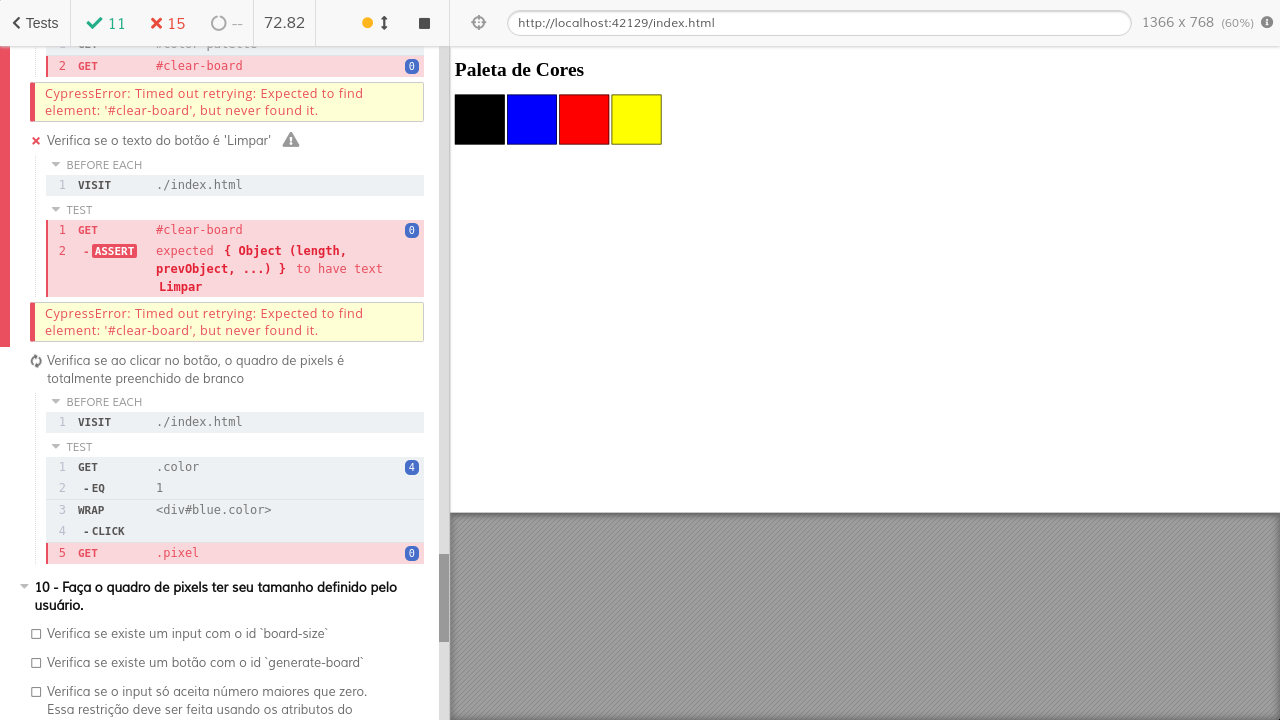 Tests
11
15
--
72.82
http://localhost:42129/index.html
1366 x 768 (60%)
2 GET #clear-board 0
CypressError: Timed out retrying: Expected to find
element: '#clear-board', but never found it.
Verifica se o texto do botão é 'Limpar'
BEFORE EACH
1 VISIT ./index.html
TEST
1 GET #clear-board 0
2 -ASSERT expected { Object (length,
prevObject, ...) } to have text
Limpar
CypressError: Timed out retrying: Expected to find
element: '#clear-board', but never found it.
Verifica se ao clicar no botão, o quadro de pixels é
totalmente preenchido de branco
BEFORE EACH
1 VISIT ./index.html
TEST
1 GET .color 4
2 -EQ 1
3 WRAP <div#blue.color>
4 -CLICK
5 GET .pixel 0
10 - Faça o quadro de pixels ter seu tamanho definido pelo
usuário.
Verifica se existe um input com o id `board-size`
Verifica se existe um botão com o id `generate-board`
Verifica se o input só aceita número maiores que zero.
Essa restrição deve ser feita usando os atributos do
Paleta de Cores